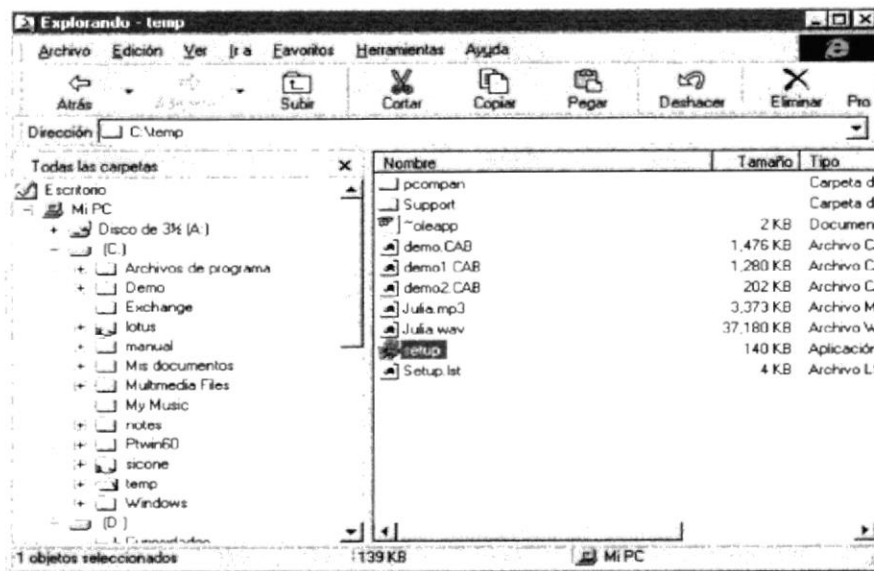 Explorando - temp
Archivo Edición Ver Ir a Favoritos Herramientas Ayuda
Atrás Subir Cortar Copiar Pegar Deshacer Eliminar Pro
Dirección C:\temp
Todas las carpetas
Escritorio
Mi PC
Disco de 3½ (A:)
(C:)
Archivos de programa
Demo
Exchange
lotus
manual
Mis documentos
Multimedia Files
My Music
notes
Ptwin60
sicone
temp
Windows
(D:)
Nombre Tamaño Tipo
pcompan Carpeta d
Support Carpeta d
~oleapp 2 KB Documen
demo.CAB 1,476 KB Archivo C
demo1.CAB 1,280 KB Archivo C
demo2.CAB 202 KB Archivo C
Julia.mp3 3,373 KB Archivo M
Julia.wav 37,180 KB Archivo W
setup 140 KB Aplicación
Setup.lst 4 KB Archivo L
1 objetos seleccionados 139 KB Mi PC